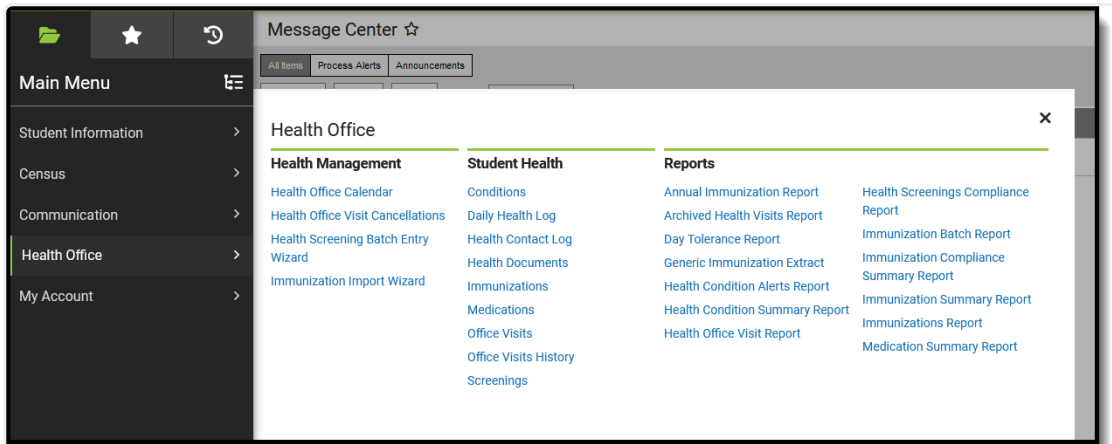 Message Center
All Items Process Alerts Announcements
Main Menu
Student Information
Census
Communication
Health Office
My Account
Health Office
Health Management
Health Office Calendar
Health Office Visit Cancellations
Health Screening Batch Entry
Wizard
Immunization Import Wizard
Student Health
Conditions
Daily Health Log
Health Contact Log
Health Documents
Immunizations
Medications
Office Visits
Office Visits History
Screenings
Reports
Annual Immunization Report
Archived Health Visits Report
Day Tolerance Report
Generic Immunization Extract
Health Condition Alerts Report
Health Condition Summary Report
Health Office Visit Report
Health Screenings Compliance
Report
Immunization Batch Report
Immunization Compliance
Summary Report
Immunization Summary Report
Immunizations Report
Medication Summary Report